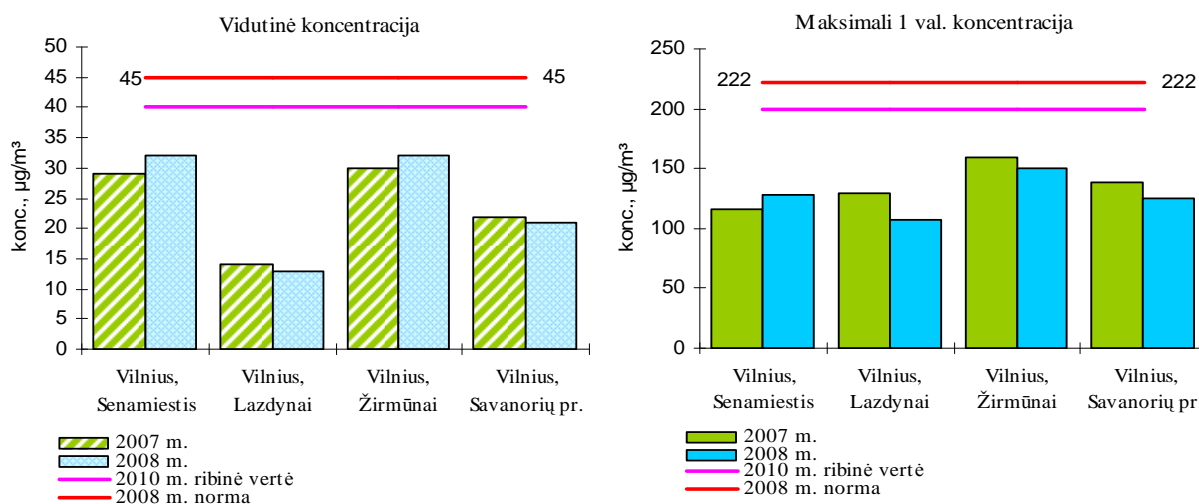 Vidutinė koncentracija
konc., µg/m³
50
45
40
35
30
25
20
15
10
5
0
45
45
Vilnius,
Senamiestis
Vilnius,
Lazdynai
Vilnius,
Žirmūnai
Vilnius,
Savanorių pr.
2007 m.
2008 m.
2010 m. ribinė vertė
2008 m. norma
Maksimali 1 val. koncentracija
konc., µg/m³
250
200
150
100
50
0
222
222
Vilnius,
Senamiestis
Vilnius,
Lazdynai
Vilnius,
Žirmūnai
Vilnius,
Savanorių pr
2007 m.
2008 m.
2010 m. ribinė vertė
2008 m. norma